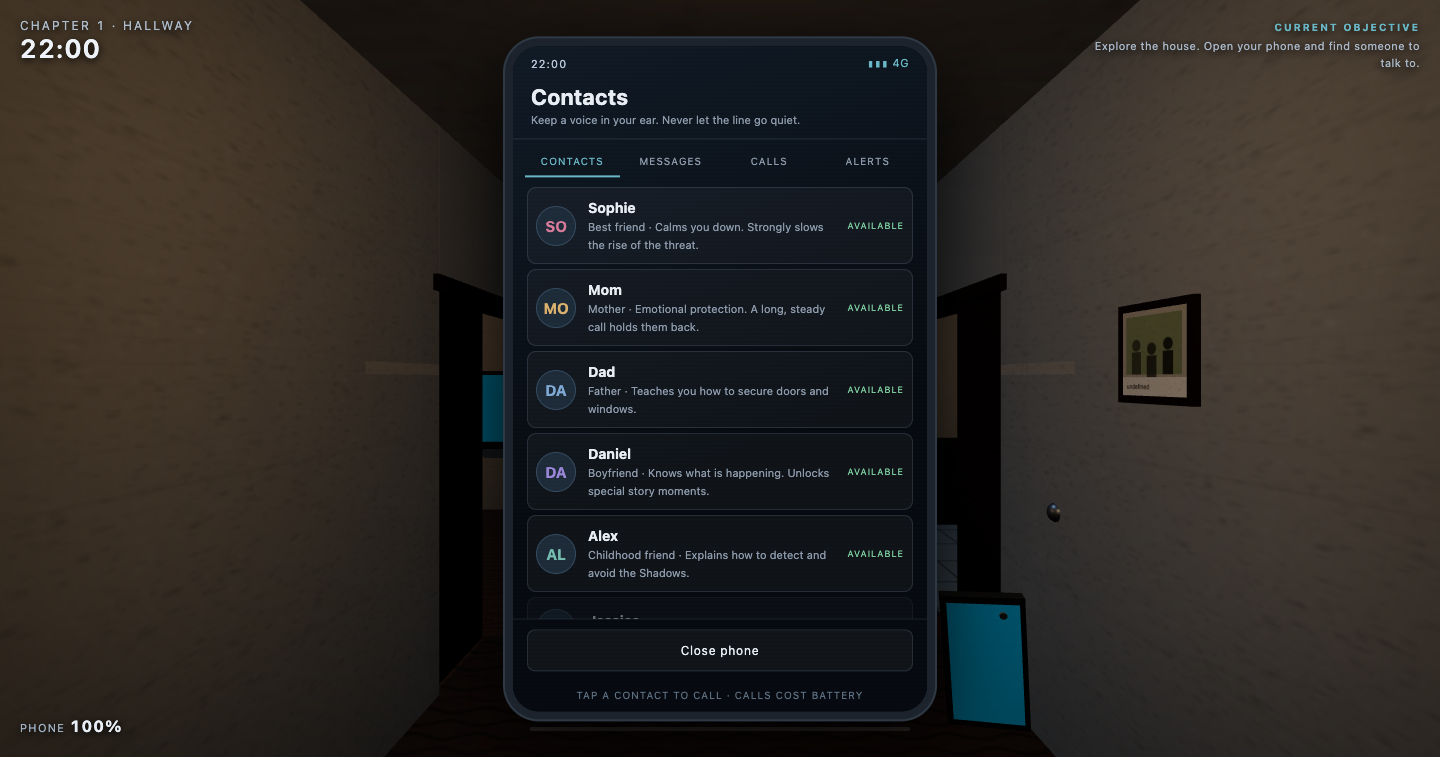 CHAPTER 1 · HALLWAY
22:00
CURRENT OBJECTIVE
Explore the house. Open your phone and find someone to
talk to.
22:00
4G
Contacts
Keep a voice in your ear. Never let the line go quiet.
CONTACTS
MESSAGES
CALLS
ALERTS
SO
Sophie
Best friend · Calms you down. Strongly slows
the rise of the threat.
AVAILABLE
MO
Mom
Mother · Emotional protection. A long, steady
call holds them back.
AVAILABLE
DA
Dad
Father · Teaches you how to secure doors and
windows.
AVAILABLE
DA
Daniel
Boyfriend · Knows what is happening. Unlocks
special story moments.
AVAILABLE
AL
Alex
Childhood friend · Explains how to detect and
avoid the Shadows.
AVAILABLE
Close phone
TAP A CONTACT TO CALL · CALLS COST BATTERY
undefined
PHONE 100%